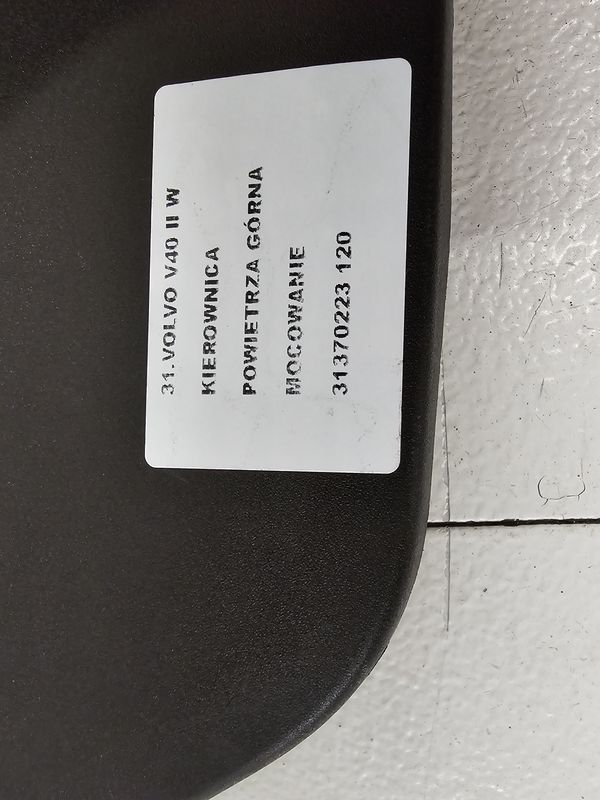 31.VOLVO V40 II W
KIEROWNICA
POWIETRZA GÓRNA
MOCOWANIE
31370223 120